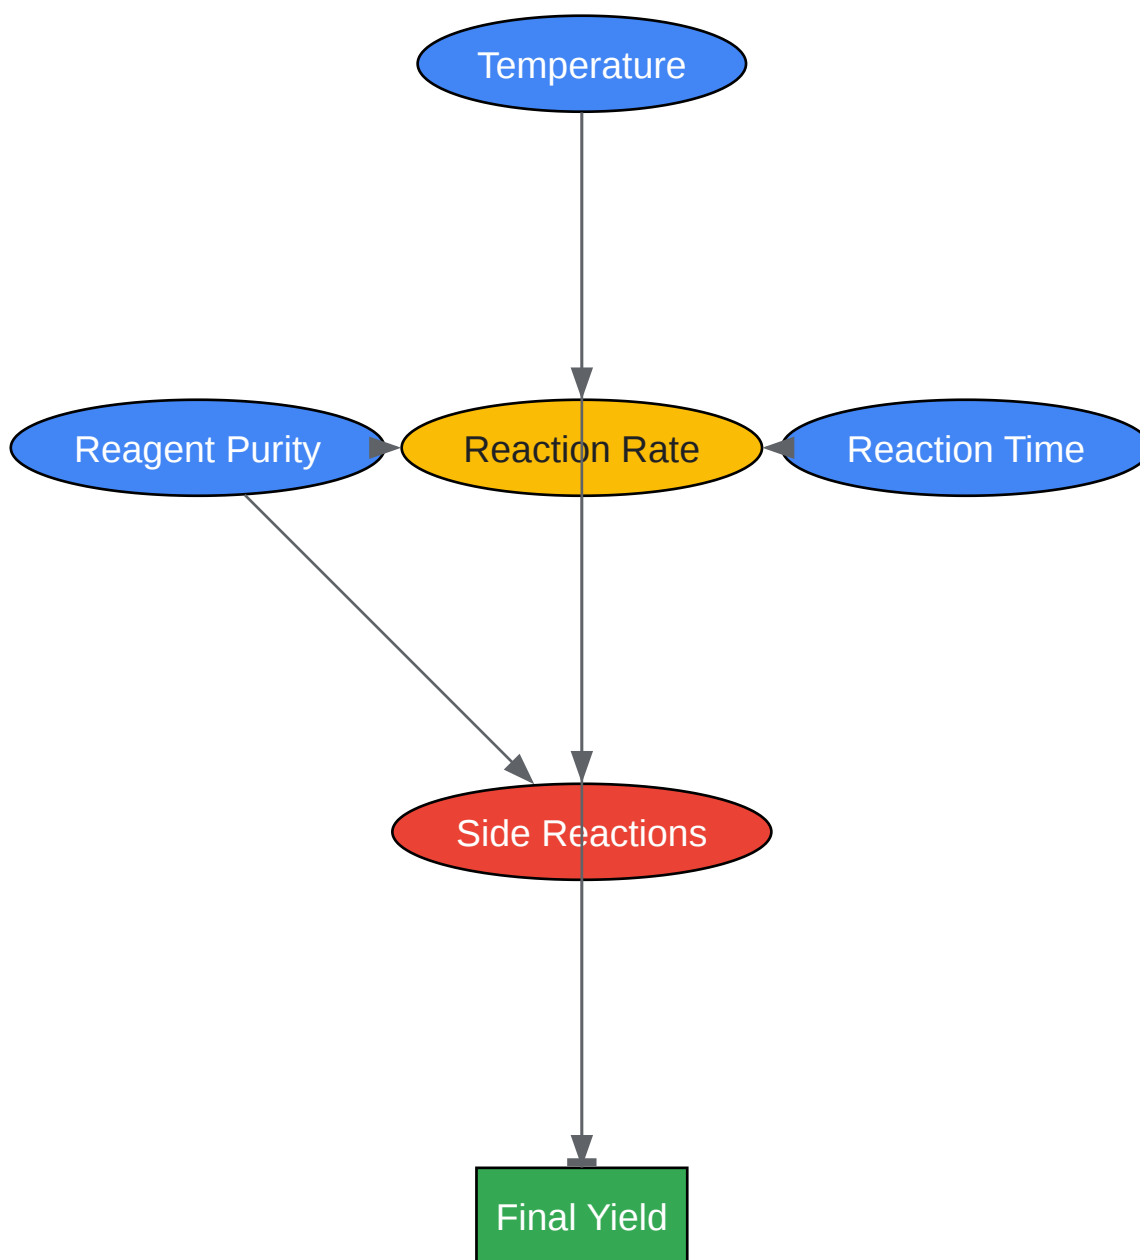 Temperature
Reagent Purity
Reaction Rate
Reaction Time
Side Reactions
Final Yield